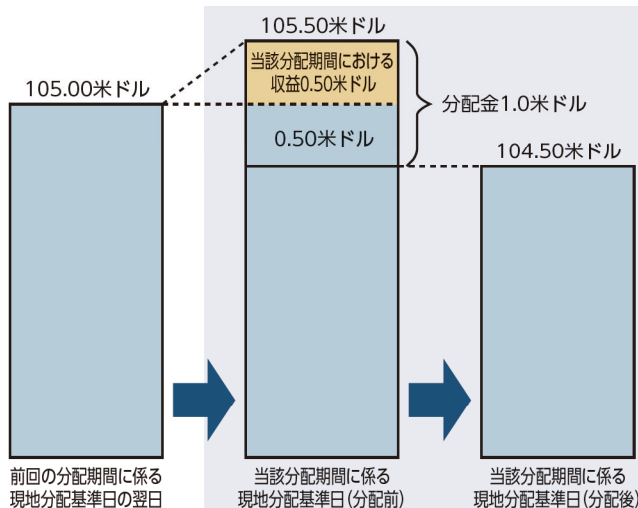 105.50米ドル
105.00米ドル
当該分配期間における
収益0.50米ドル
分配金1.0米ドル
0.50米ドル
104.50米ドル
前回の分配期間に係る
現地分配基準日の翌日
当該分配期間に係る
現地分配基準日(分配前)
当該分配期間に係る
現地分配基準日(分配後)